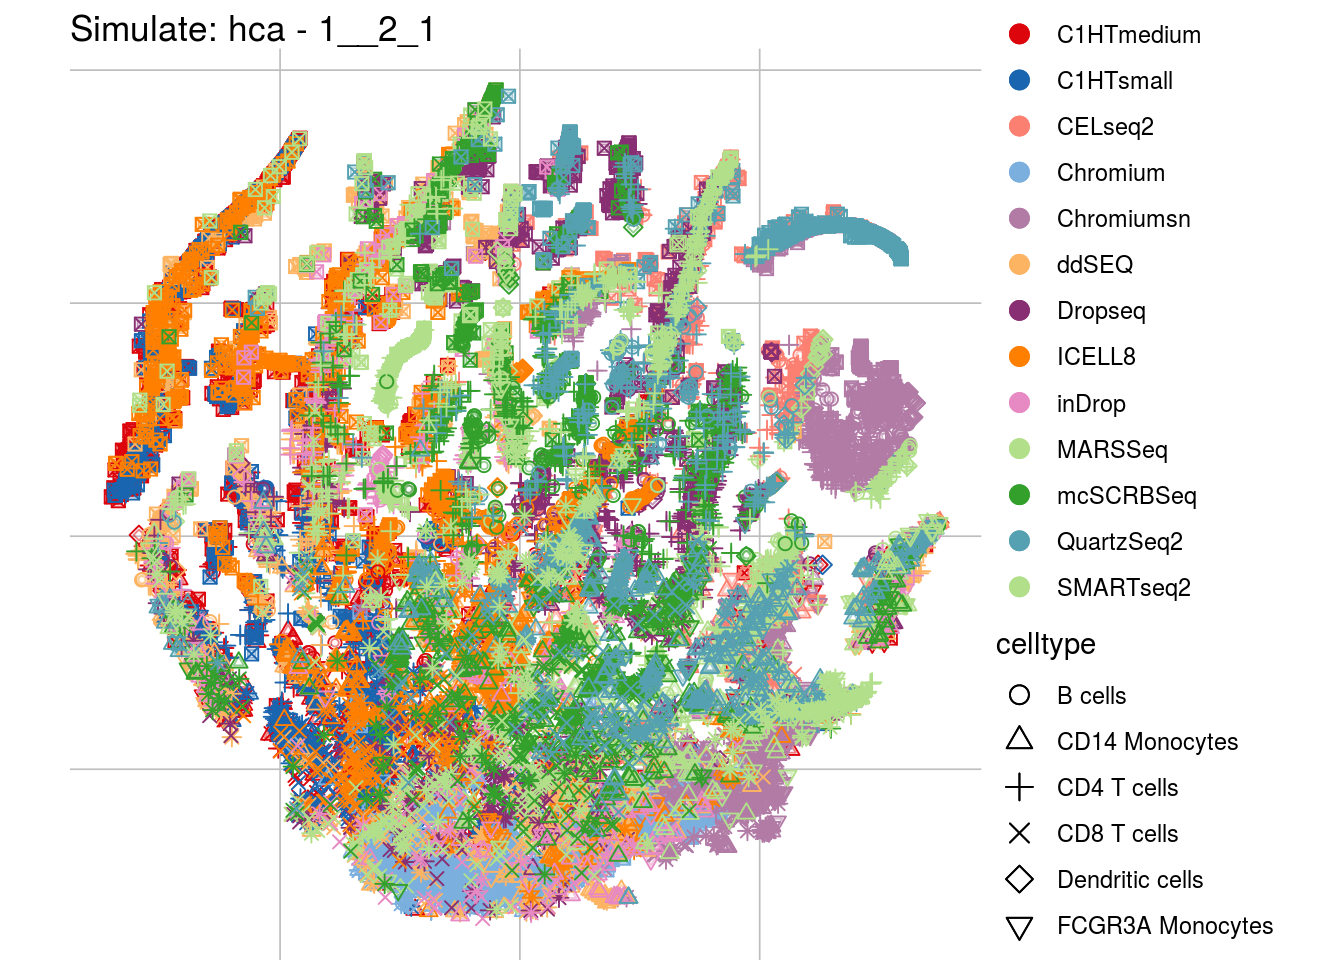 Simulate: hca - 1__2_1
C1HTmedium
C1HTsmall
CELseq2
Chromium
Chromiumsn
ddSEQ
Dropseq
ICELL8
inDrop
MARSSeq
mcSCRBSeq
QuartzSeq2
SMARTseq2
celltype
B cells
CD14 Monocytes
CD4 T cells
CD8 T cells
Dendritic cells
FCGR3A Monocytes